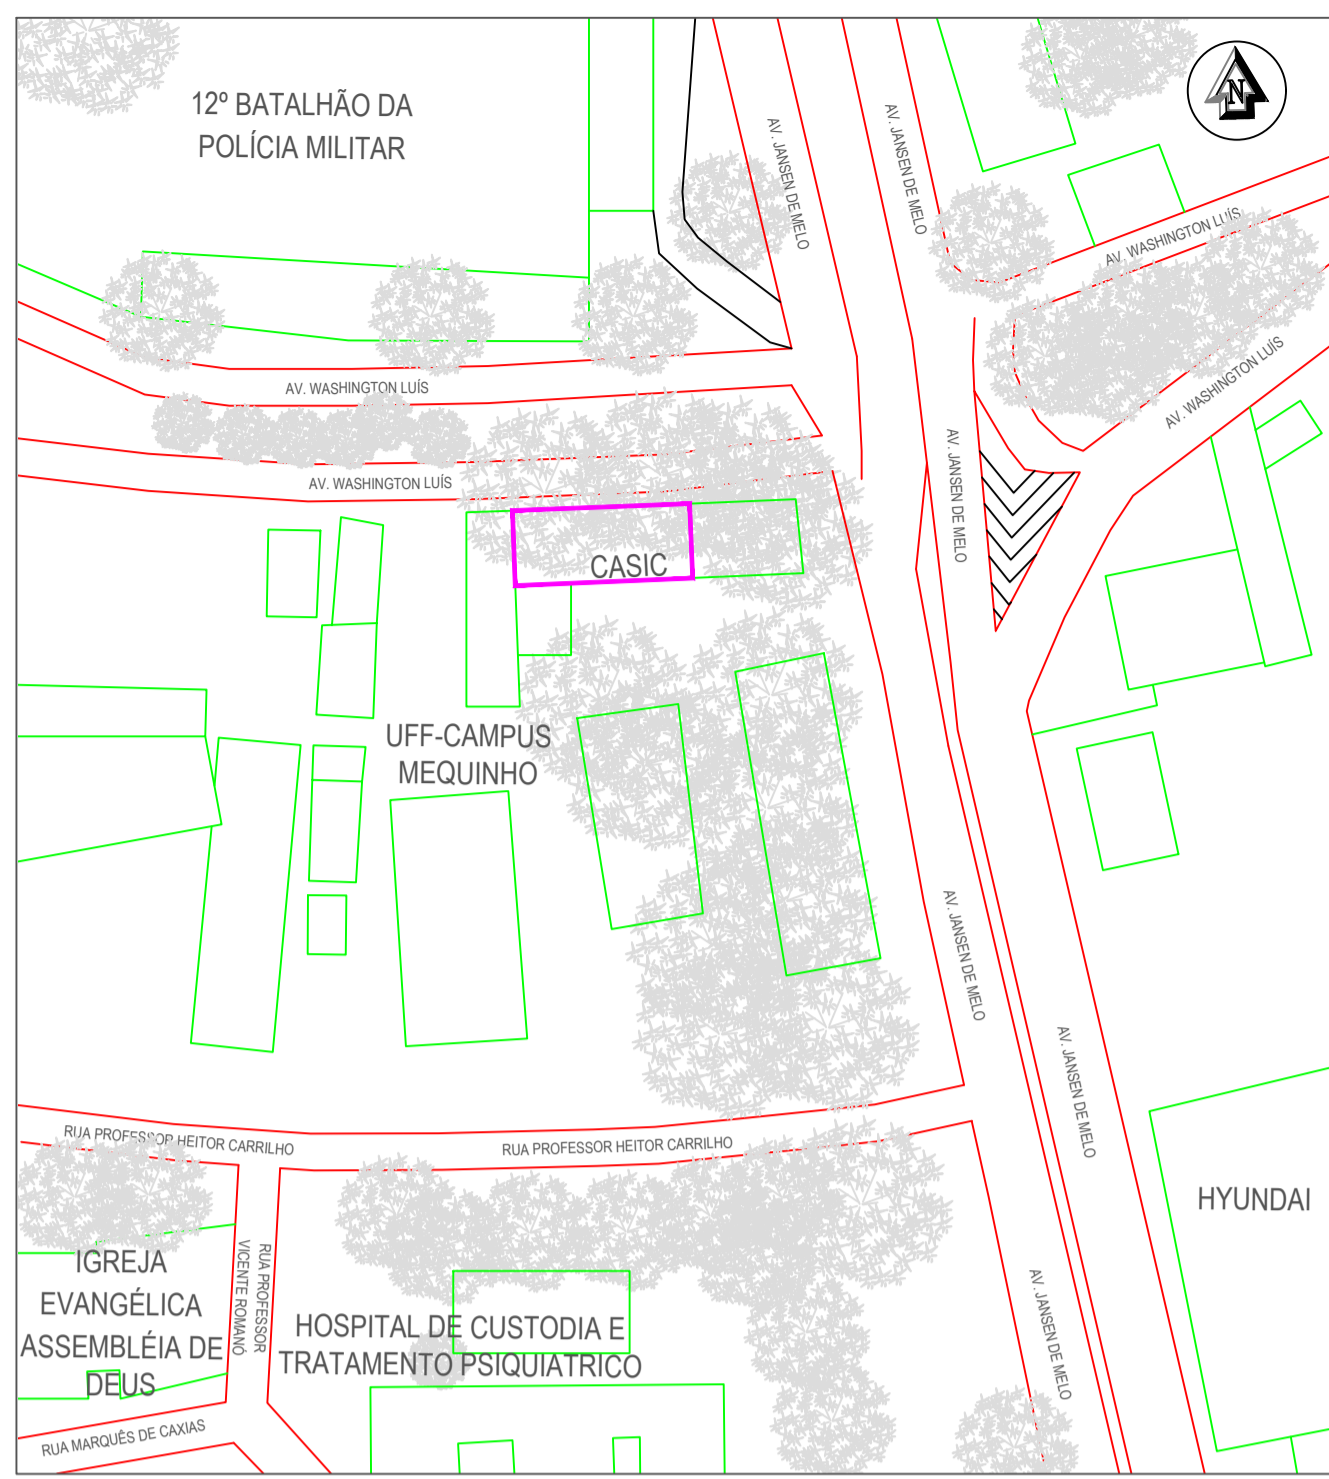 12º BATALHÃO DA
POLÍCIA MILITAR
N
AV. JANSEN DE MELO
AV. JANSEN DE MELO
AV. WASHINGTON LUÍS
AV. WASHINGTON LUÍS
AV. WASHINGTON LUÍS
AV. WASHINGTON LUÍS
AV. JANSEN DE MELO
CASIC
UFF-CAMPUS
MEQUINHO
AV. JANSEN DE MELO
AV. JANSEN DE MELO
RUA PROFESSOR HEITOR CARRILHO
RUA PROFESSOR HEITOR CARRILHO
HYUNDAI
RUA PROFESSOR
VICENTE ROMANÓ
IGREJA
EVANGÉLICA
ASSEMBLÉIA DE
DEUS
HOSPITAL DE CUSTODIA E
TRATAMENTO PSIQUIATRICO
AV. JANSEN DE MELO
RUA MARQUÊS DE CAXIAS